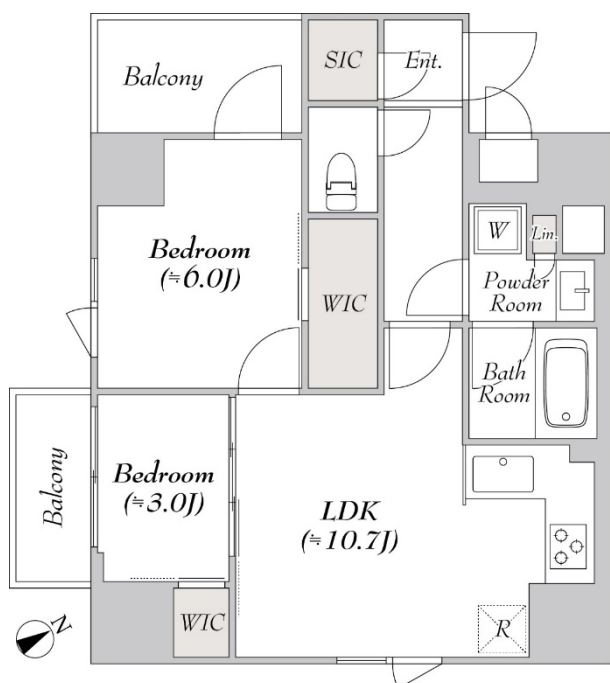 SIC
Ent.
Balcony
W
Lin.
Bedroom
(≒6.0J)
WIC
Powder
Room
Bath
Room
Balcony
Bedroom
(≒3.0J)
LDK
(≒10.7J)
WIC
R
N